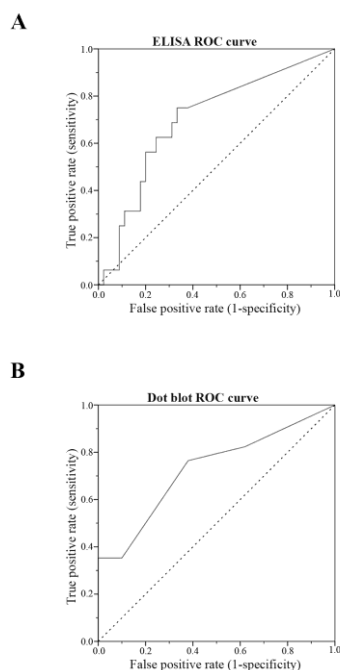 A
ELISA ROC curve
True positive rate (sensitivity)
1.0
0.8
0.6
0.4
0.2
0.0
0.0 0.2 0.4 0.6 0.8 1.0
False positive rate (1-specificity)
B
Dot blot ROC curve
True positive rate (sensitivity)
1.0
0.8
0.6
0.4
0.2
0.0
0.0 0.2 0.4 0.6 0.8 1.0
False positive rate (1-specificity)